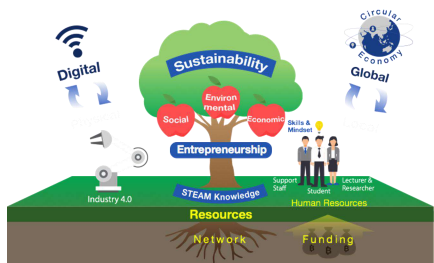 Circular
Economy
Digital
Global
Sustainability
Environ
mental
Social
Economic
Skills &
Mindset
Entrepreneurship
Support
Staff
Student
Lecturer &
Researcher
STEAM Knowledge
Industry 4.0
Human Resources
Resources
Network
Funding